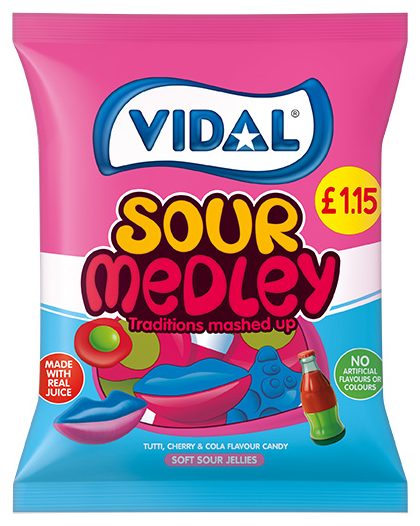 VIDAL®
£1.15
SOUR
MEDLEY
Traditions mashed up
MADE
WITH
REAL
JUICE
NO
ARTIFICIAL
FLAVOURS OR
COLOURS
TUTTI, CHERRY & COLA FLAVOUR CANDY
SOFT SOUR JELLIES